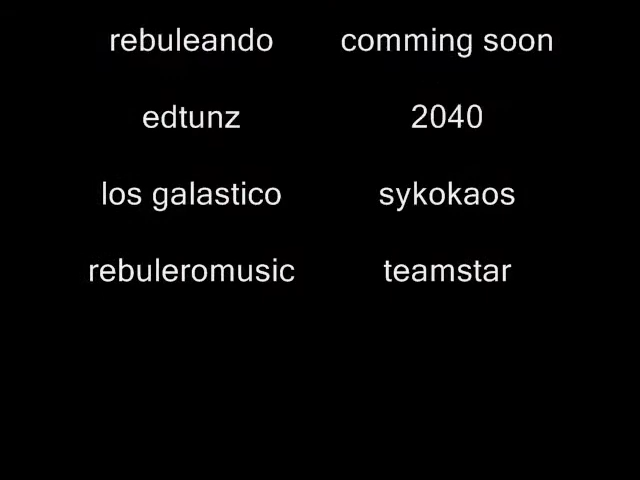 rebuleando comming soon
edtunz 2040
los galastico sykokaos
rebuleromusic teamstar